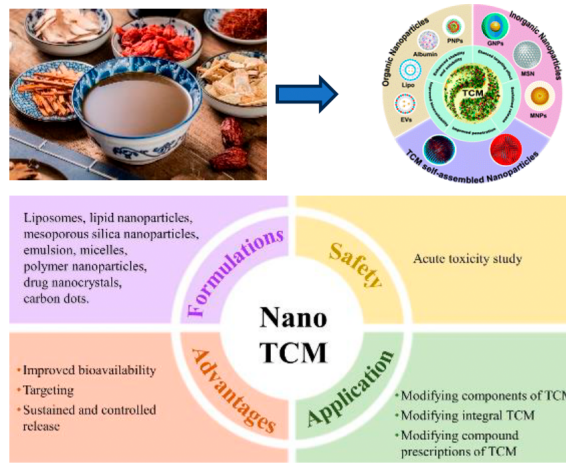 Organic Nanoparticles
Inorganic Nanoparticles
PNPs
GNPs
Albumin
MSN
Lipo
TCM
MNPs
EVs
Improved penetration
TCM self-assembled Nanoparticles
Liposomes, lipid nanoparticles,
mesoporous silica nanoparticles,
emulsion, micelles,
polymer nanoparticles,
drug nanocrystals,
carbon dots.
Formulations
Safety
Acute toxicity study
Nano
TCM
Advantages
Application
• Improved bioavailability
• Targeting
• Sustained and controlled
release
• Modifying components of TCM
• Modifying integral TCM
• Modifying compound
prescriptions of TCM